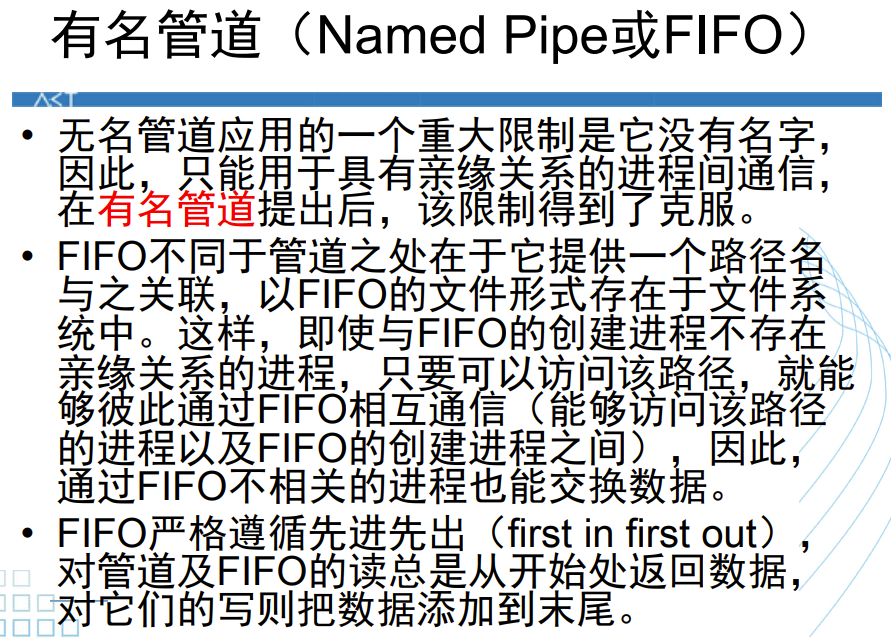 有名管道（Named Pipe或FIFO）
• 无名管道应用的一个重大限制是它没有名字，
因此，只能用于具有亲缘关系的进程间通信，
在有名管道提出后，该限制得到了克服。
• FIFO不同于管道之处在于它提供一个路径名
与之关联，以FIFO的文件形式存在于文件系
统中。这样，即使与FIFO的创建进程不存在
亲缘关系的进程，只要可以访问该路径，就能
够彼此通过FIFO相互通信（能够访问该路径
的进程以及FIFO的创建进程之间），因此，
通过FIFO不相关的进程也能交换数据。
• FIFO严格遵循先进先出（first in first out），
对管道及FIFO的读总是从开始处返回数据，
对它们的写则把数据添加到末尾。